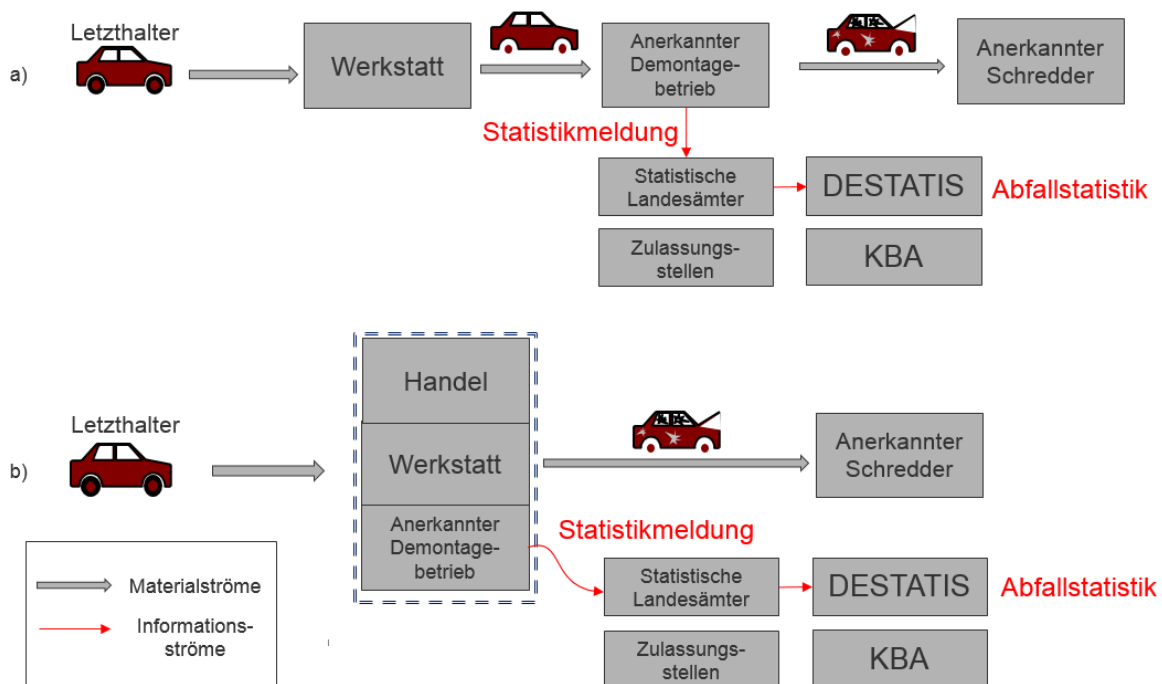 Letzthalter
a)
Werkstatt
Anerkannter
Demontage-
betrieb
Anerkannter
Schredder
Statistikmeldung
Statistische
Landesämter
DESTATIS
Abfallstatistik
Zulassungs-
stellen
KBA
Handel
Letzthalter
b)
Werkstatt
Anerkannter
Schredder
Anerkannter
Demontage-
betrieb
Statistikmeldung
Statistische
Landesämter
DESTATIS
Abfallstatistik
Zulassungs-
stellen
KBA
Materialströme
Informations-
ströme